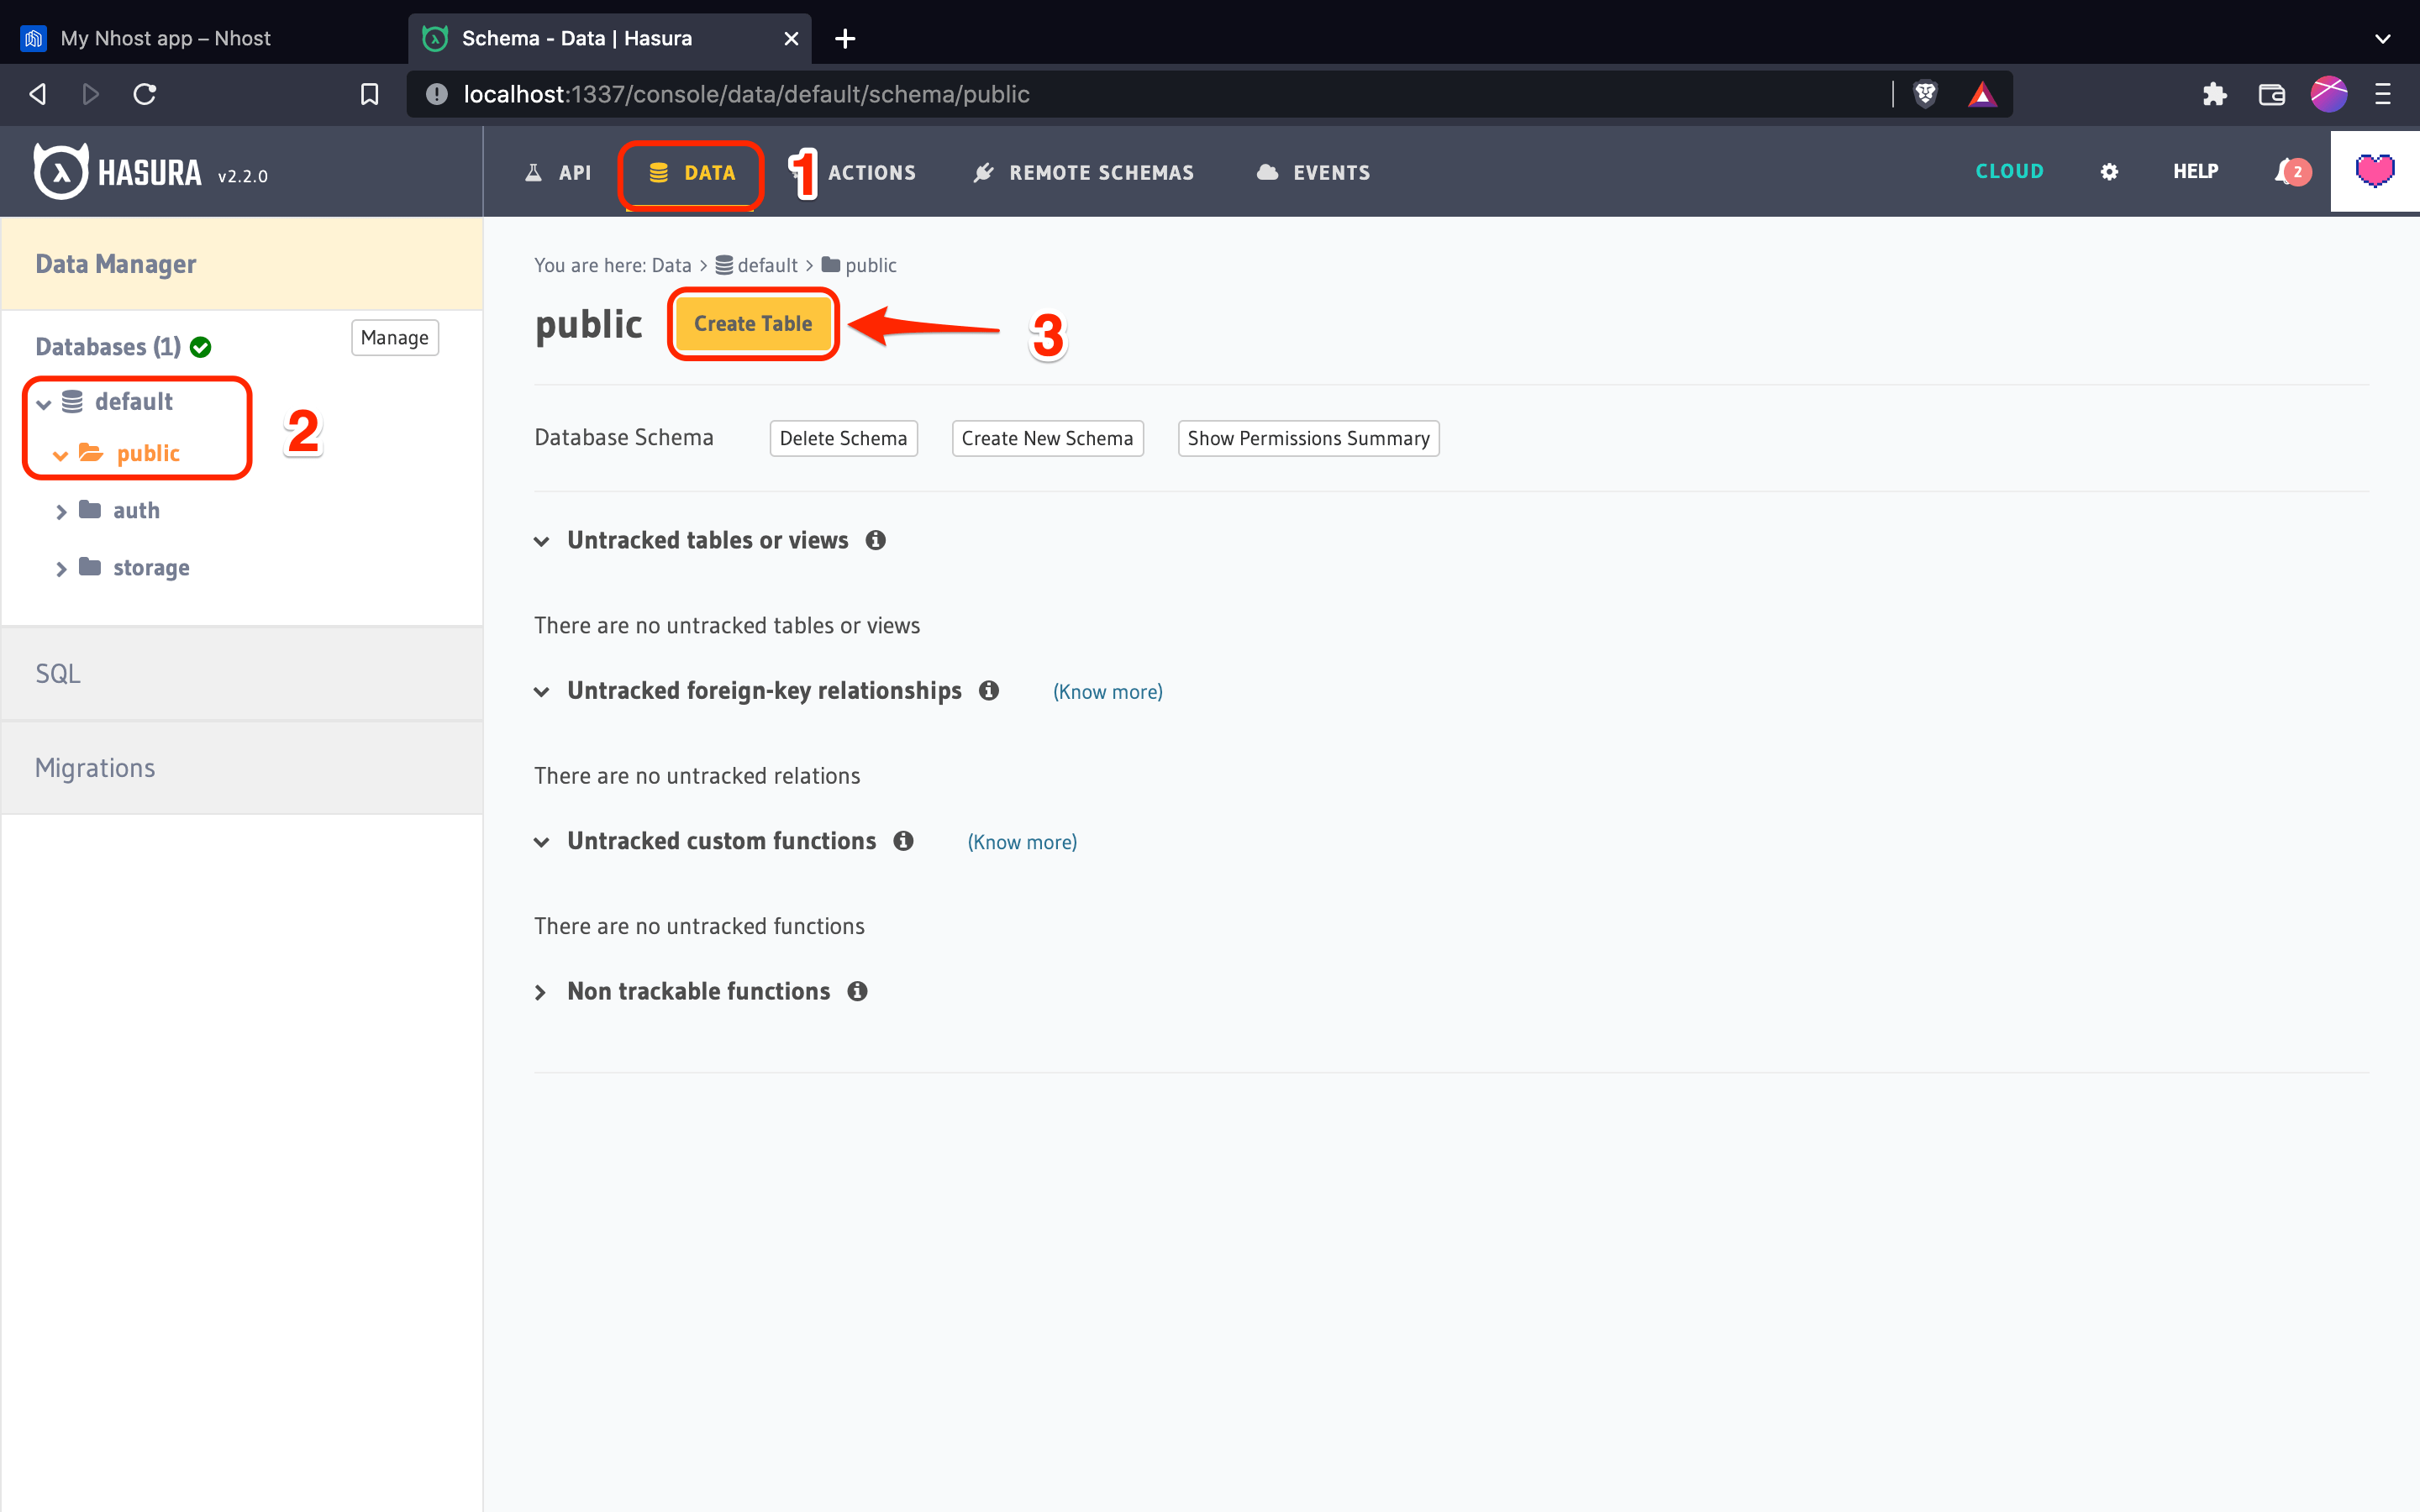 My Nhost app – Nhost
Schema - Data | Hasura
localhost:1337/console/data/default/schema/public
HASURA v2.2.0
API
DATA
1
ACTIONS
REMOTE SCHEMAS
EVENTS
CLOUD
HELP
2
Data Manager
Databases (1)
Manage
default
public
2
auth
storage
SQL
Migrations
You are here: Data > default > public
public
Create Table
3
Database Schema
Delete Schema
Create New Schema
Show Permissions Summary
Untracked tables or views
There are no untracked tables or views
Untracked foreign-key relationships (Know more)
There are no untracked relations
Untracked custom functions (Know more)
There are no untracked functions
Non trackable functions